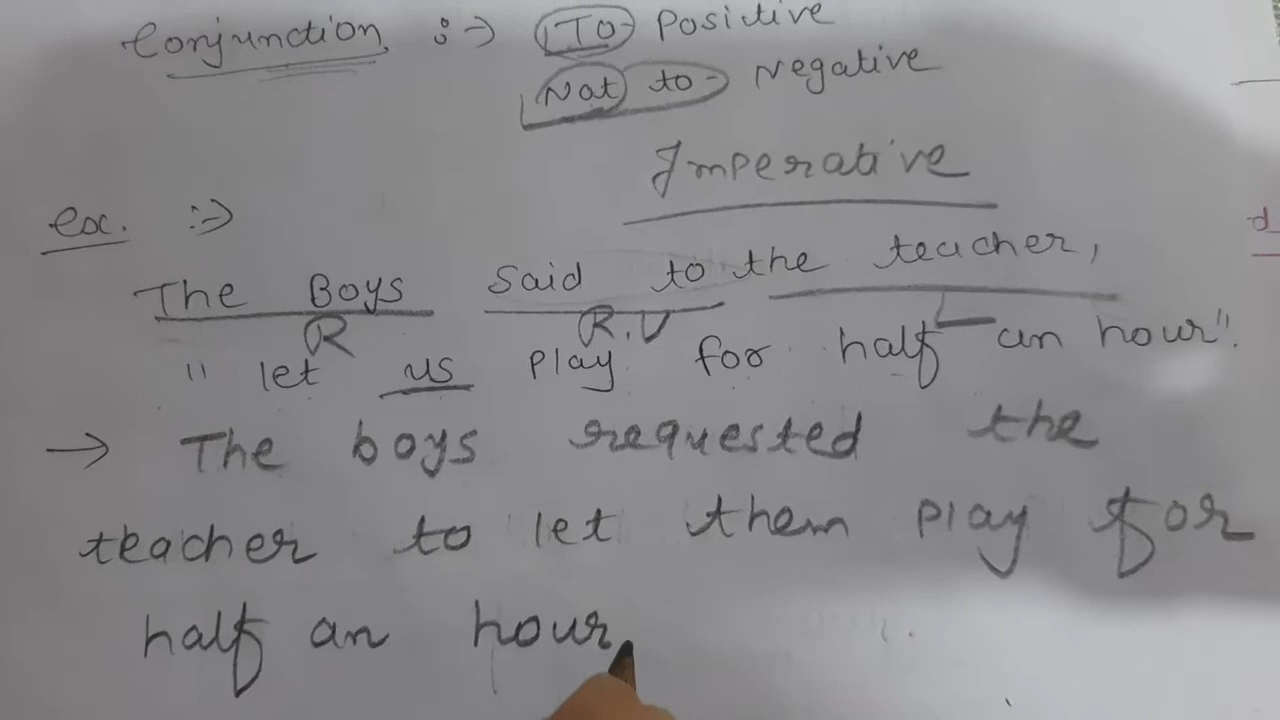 Conjunction :→ To - Positive
Not to - Negative
Imperative
ex. :→
The Boys said to the teacher,
R R.V
" let us play for half an hour".
→ The boys requested the
teacher to let them play for
half an hour.
d